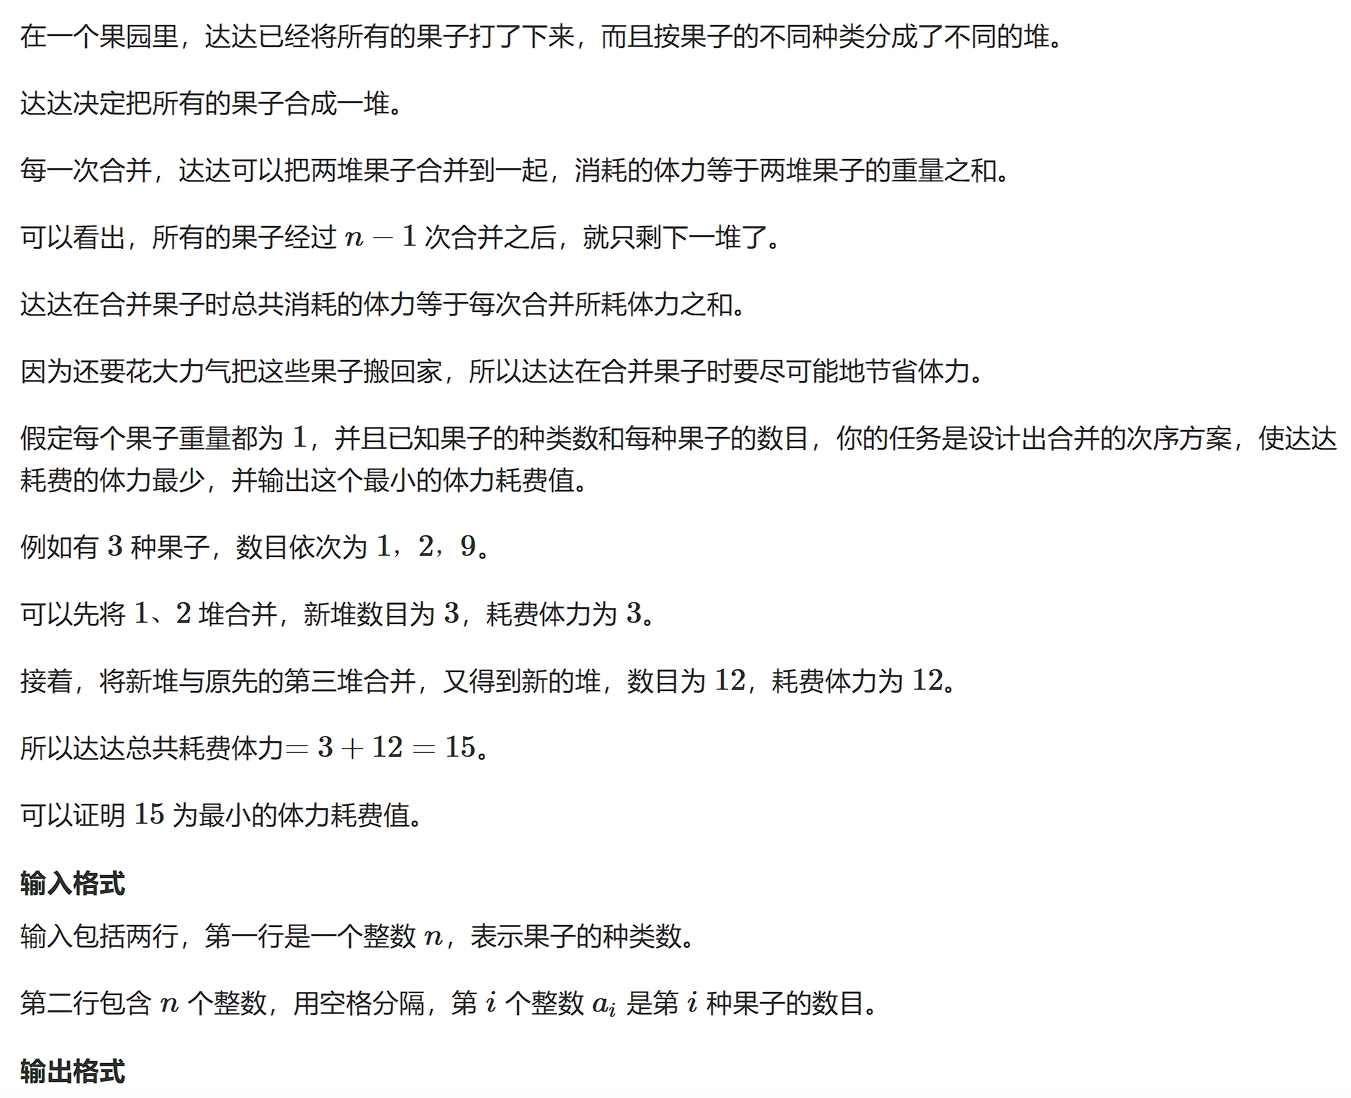 在一个果园里，达达已经将所有的果子打了下来，而且按果子的不同种类分成了不同的堆。
达达决定把所有的果子合成一堆。
每一次合并，达达可以把两堆果子合并到一起，消耗的体力等于两堆果子的重量之和。
可以看出，所有的果子经过 n − 1 次合并之后，就只剩下一堆了。
达达在合并果子时总共消耗的体力等于每次合并所耗体力之和。
因为还要花大力气把这些果子搬回家，所以达达在合并果子时要尽可能地节省体力。
假定每个果子重量都为 1，并且已知果子的种类数和每种果子的数目，你的任务是设计出合并的次序方案，使达达
耗费的体力最少，并输出这个最小的体力耗费值。
例如有 3 种果子，数目依次为 1，2，9。
可以先将 1、2 堆合并，新堆数目为 3，耗费体力为 3。
接着，将新堆与原先的第三堆合并，又得到新的堆，数目为 12，耗费体力为 12。
所以达达总共耗费体力= 3 + 12 = 15。
可以证明 15 为最小的体力耗费值。
输入格式
输入包括两行，第一行是一个整数 n，表示果子的种类数。
第二行包含 n 个整数，用空格分隔，第 i 个整数 aᵢ 是第 i 种果子的数目。
输出格式